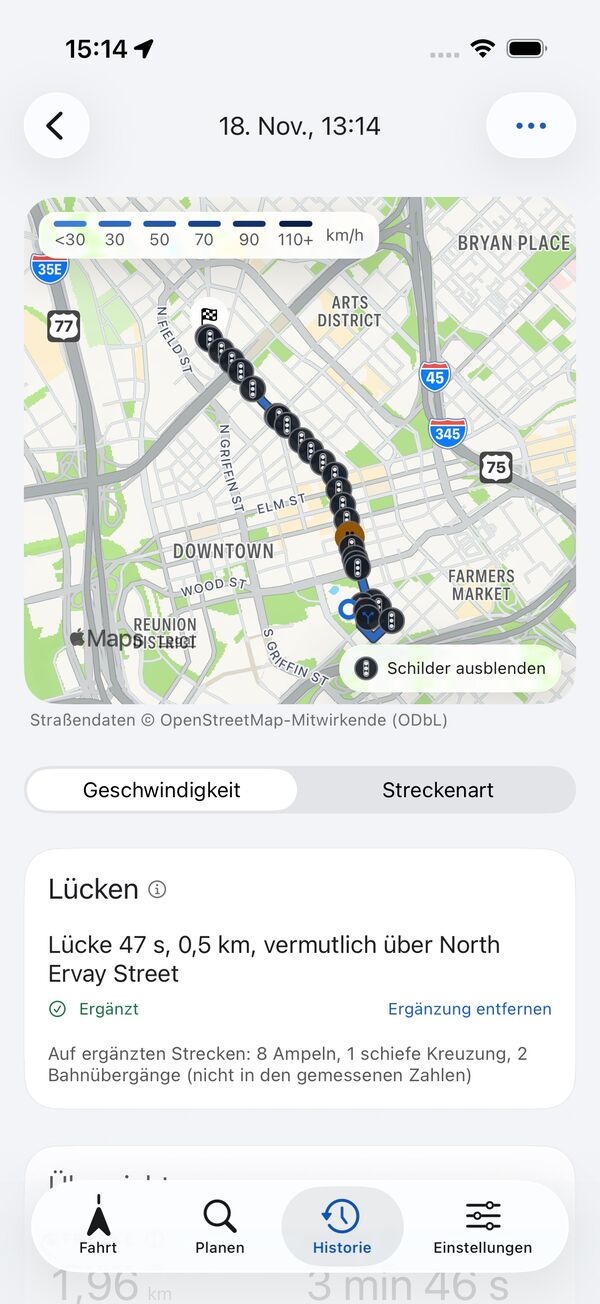 15:14
18. Nov., 13:14
<30 30 50 70 90 110+ km/h
BRYAN PLACE
35E
77
ARTS
DISTRICT
N FIELD ST
45
345
75
N GRIFFIN ST
ELM ST
DOWNTOWN
WOOD ST
FARMERS
MARKET
REUNION
DISTRICT
Maps
S GRIFFIN ST
Schilder ausblenden
Straßendaten © OpenStreetMap-Mitwirkende (ODbL)
Geschwindigkeit Streckenart
Lücken
Lücke 47 s, 0,5 km, vermutlich über North
Ervay Street
Ergänzt Ergänzung entfernen
Auf ergänzten Strecken: 8 Ampeln, 1 schiefe Kreuzung, 2
Bahnübergänge (nicht in den gemessenen Zahlen)
Fahrt Planen Historie Einstellungen
1,96 km 3 min 46 s